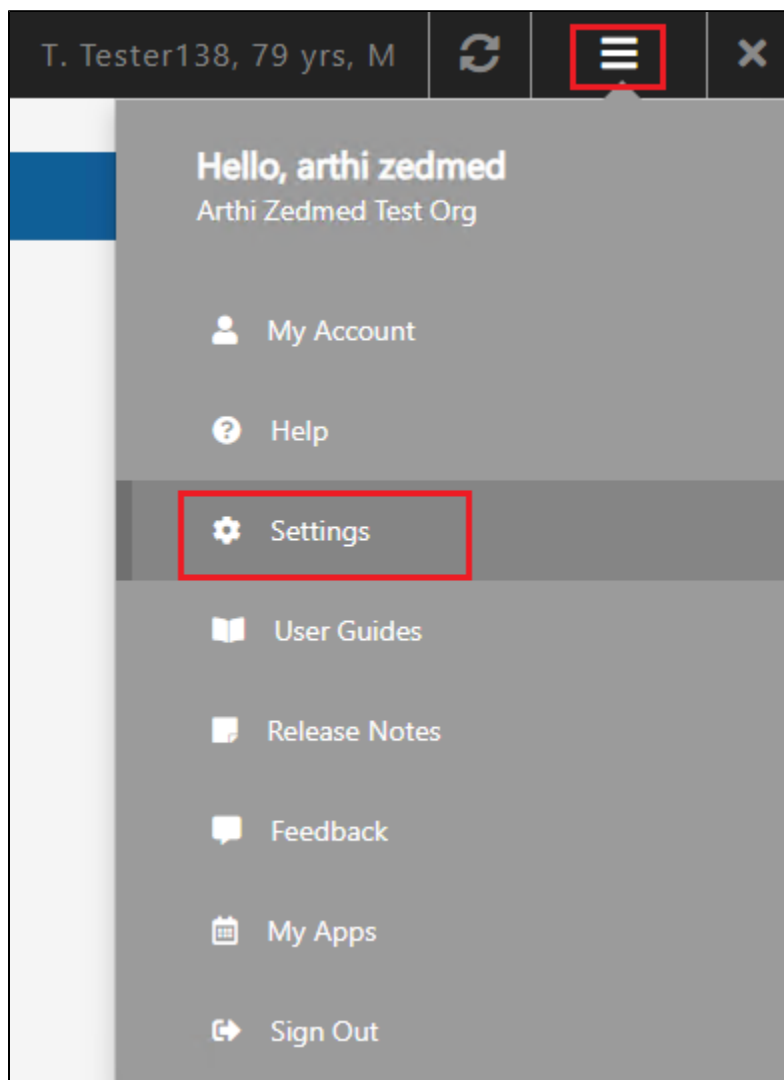 T. Tester138, 79 yrs, M
Hello, arthi zedmed
Arthi Zedmed Test Org
My Account
Help
Settings
User Guides
Release Notes
Feedback
My Apps
Sign Out